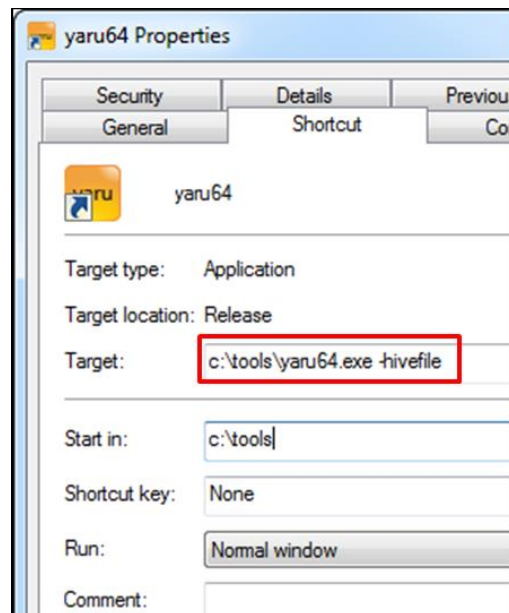 yaru64 Properties
Security Details Previou
General Shortcut Co
yaru yaru64
Target type: Application
Target location: Release
Target: c:\tools\yaru64.exe -hivefile
Start in: c:\tools
Shortcut key: None
Run: Normal window
Comment: